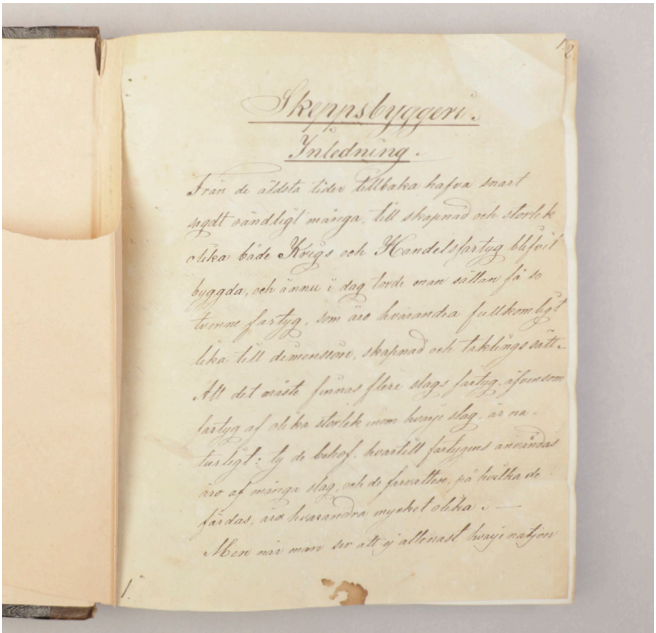 12
Skeppsbyggeri.
Inledning.
Från de äldsta tider tillbaka hafva snart
sagdt oändligt många, till skapnad och storlek
olika både Krigs och Handelsfartyg blifvit
byggda, och ännu i dag torde man sällan få se
tvenne fartyg, som äro hvarandra fullkomligt
lika till demension, skapnad och taklings sätt.
Att det måste finnas flere slags fartyg, äfvensom
fartyg af olika storlek inom hvarje slag, är na-
turligt: ty de behof, hvartill fartygens användas
äro af många slag, och de farvatten, på hvilka de
färdas, äro hvarandra mycket olika. —
Men när man ser att ej allenast hvarje nation
1.